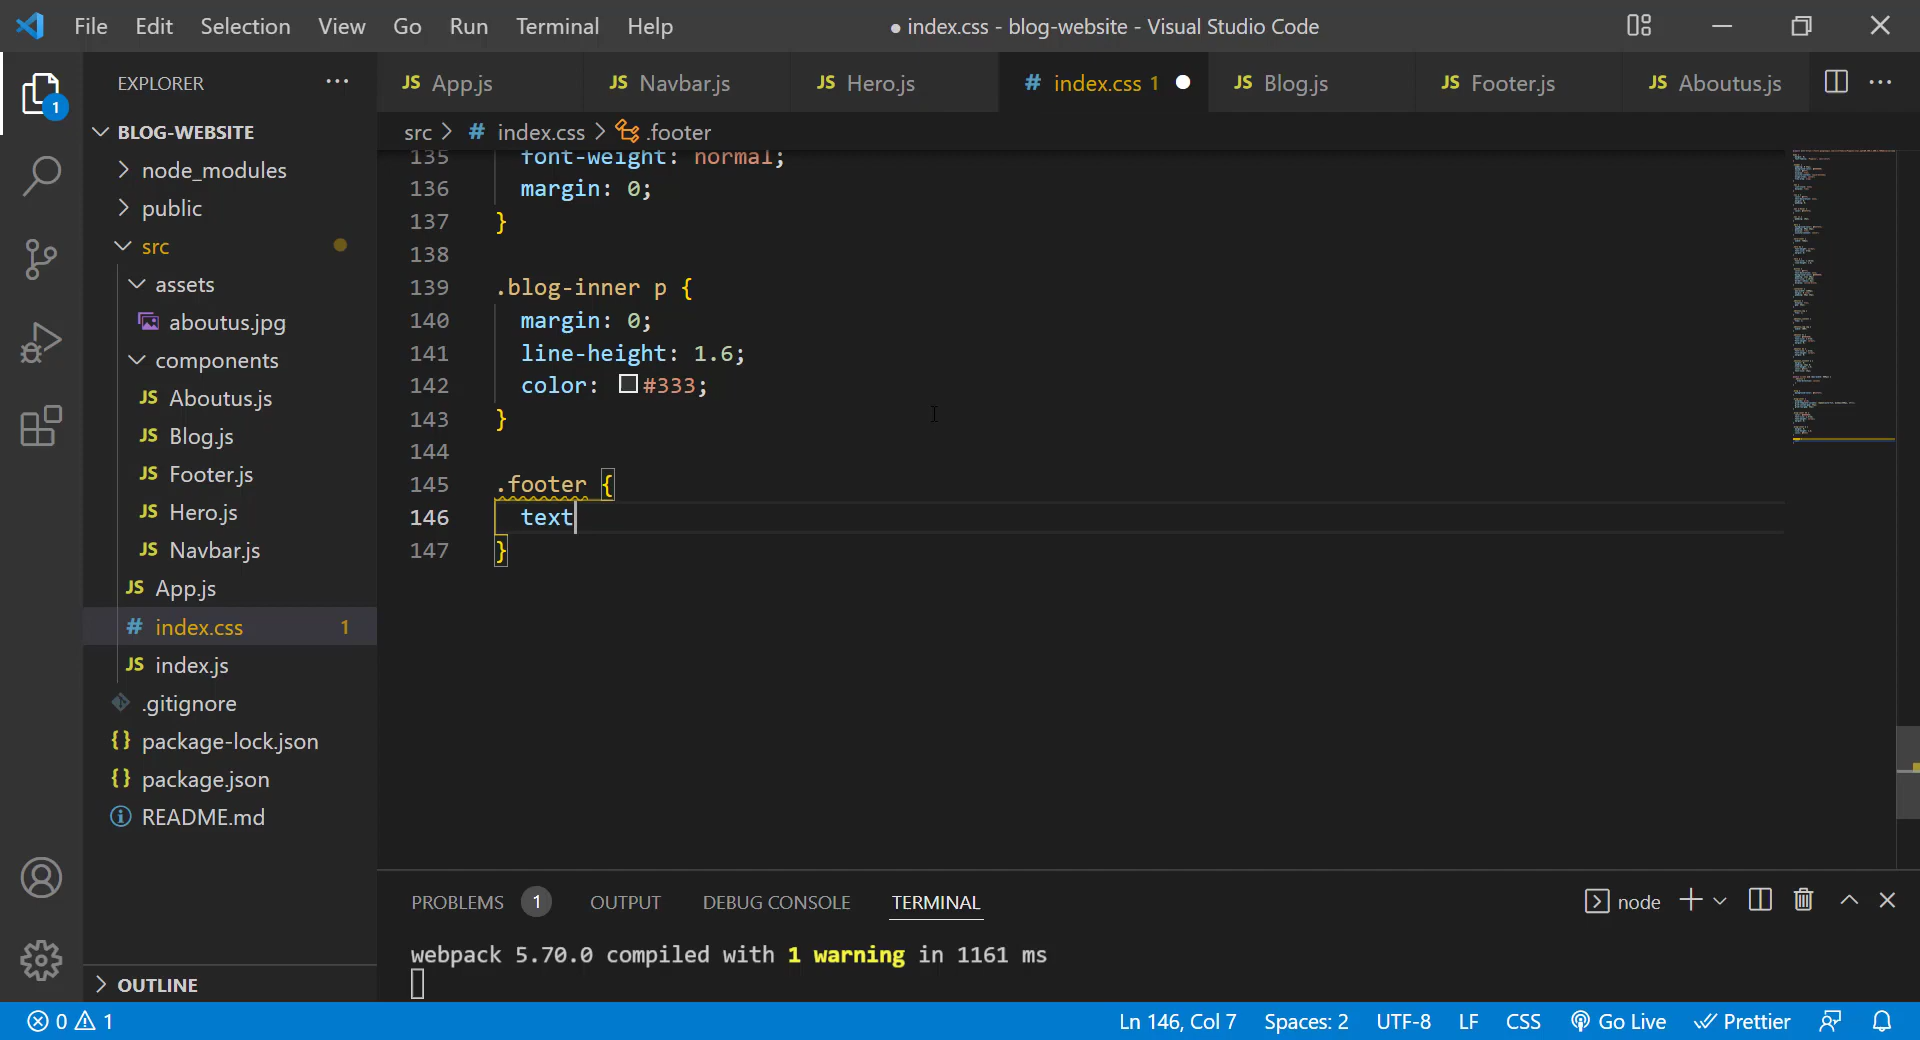 File Edit Selection View Go Run Terminal Help
● index.css - blog-website - Visual Studio Code
EXPLORER
JS App.js
JS Navbar.js
JS Hero.js
# index.css 1
JS Blog.js
JS Footer.js
JS Aboutus.js
src > # index.css > .footer
1
BLOG-WEBSITE
node_modules
public
src
assets
aboutus.jpg
components
JS Aboutus.js
JS Blog.js
JS Footer.js
JS Hero.js
JS Navbar.js
JS App.js
# index.css 1
JS index.js
.gitignore
{} package-lock.json
{} package.json
README.md
OUTLINE
135 font-weight: normal;
136 margin: 0;
137 }
138
139 .blog-inner p {
140 margin: 0;
141 line-height: 1.6;
142 color: #333;
143 }
144
145 .footer {
146 text
147 }
PROBLEMS 1 OUTPUT DEBUG CONSOLE TERMINAL
node
webpack 5.70.0 compiled with 1 warning in 1161 ms
0 1
Ln 146, Col 7 Spaces: 2 UTF-8 LF CSS Go Live Prettier